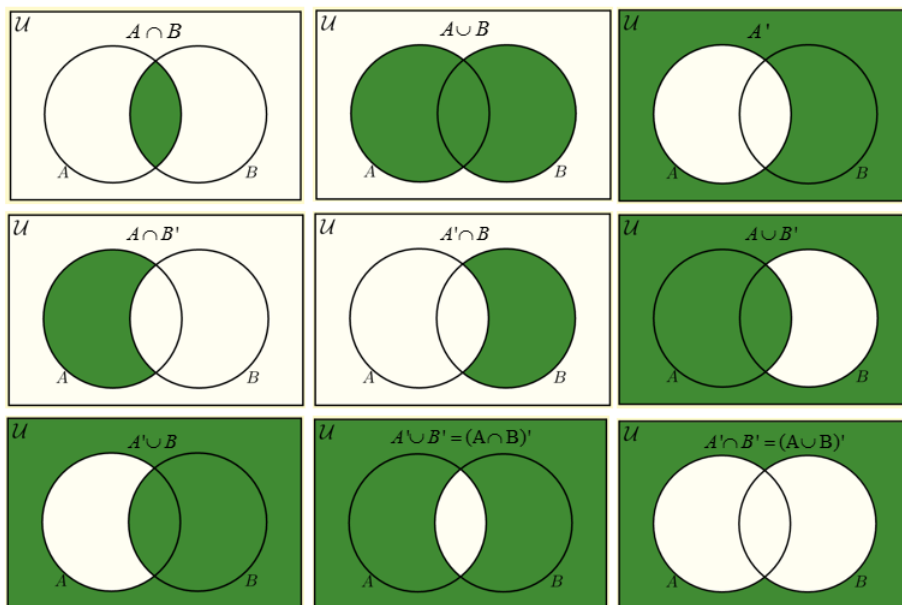 𝒰
A ∩ B
A B
𝒰
A ∪ B
A B
𝒰
A'
A B
𝒰
A ∩ B'
A B
𝒰
A' ∩ B
A B
𝒰
A ∪ B'
A B
𝒰
A' ∪ B
A B
𝒰
A' ∪ B' = (A ∩ B)'
A B
𝒰
A' ∩ B' = (A ∪ B)'
A B